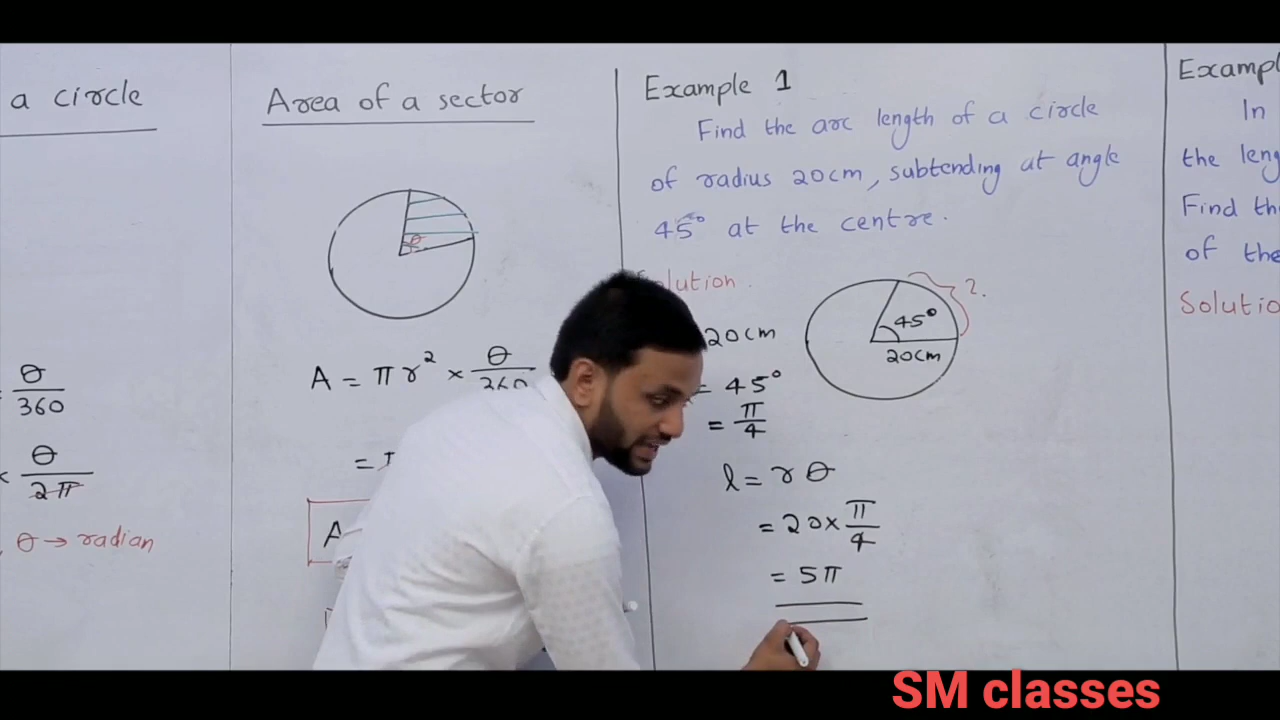 a circle
θ
360
× θ
2π
, θ → radian
Area of a sector
θ
A = πr² × θ
360
=
A
Example 1
Find the arc length of a circle
of radius 20cm, subtending at angle
45° at the centre.
20cm
= 45°
= π
4
l = r θ
= 20 × π
4
= 5π
45°
20cm
?.
Exampl
In
the leng
Find th
of the
Solutio
SM classes